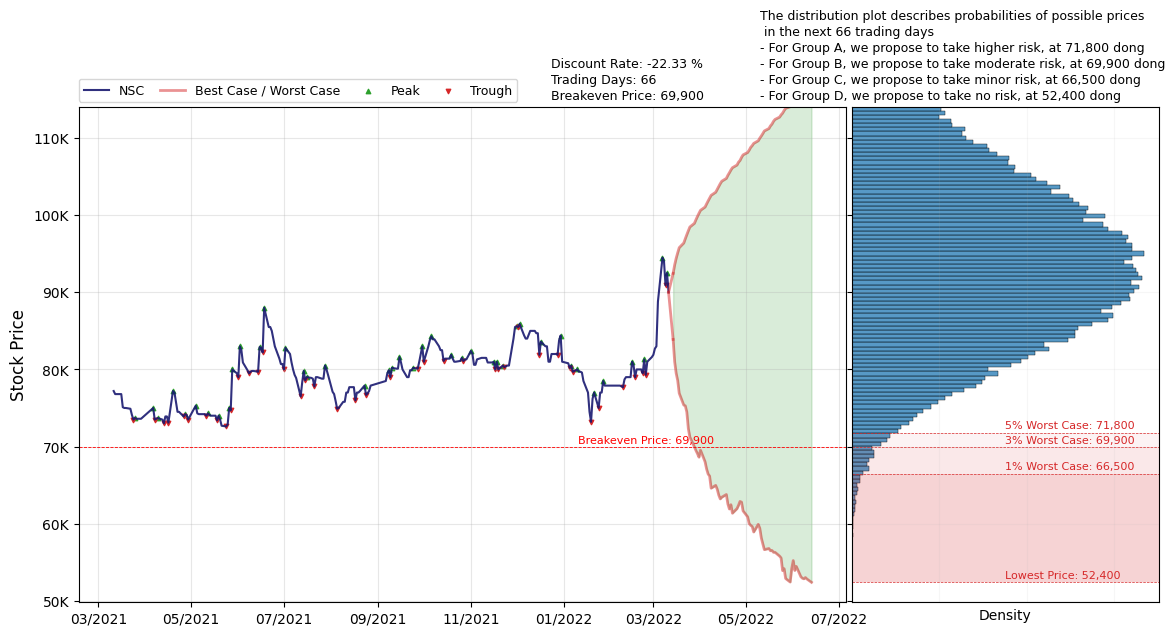 The distribution plot describes probabilities of possible prices
in the next 66 trading days
- For Group A, we propose to take higher risk, at 71,800 dong
- For Group B, we propose to take moderate risk, at 69,900 dong
- For Group C, we propose to take minor risk, at 66,500 dong
- For Group D, we propose to take no risk, at 52,400 dong
Discount Rate: -22.33 %
Trading Days: 66
Breakeven Price: 69,900
NSC
Best Case / Worst Case
Peak
Trough
Stock Price
110K
100K
90K
80K
70K
60K
50K
Breakeven Price: 69,900
5% Worst Case: 71,800
3% Worst Case: 69,900
1% Worst Case: 66,500
Lowest Price: 52,400
03/2021
05/2021
07/2021
09/2021
11/2021
01/2022
03/2022
05/2022
07/2022
Density